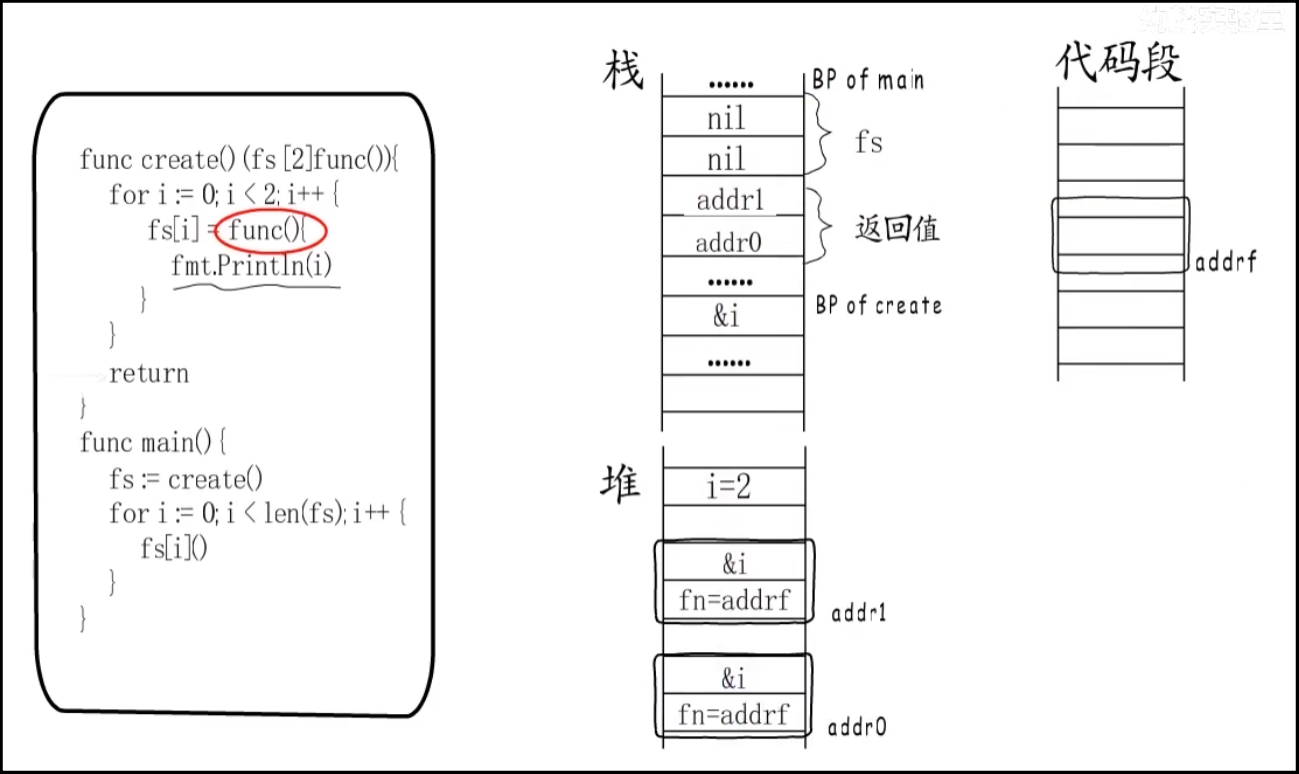 func create() (fs [2]func()){
for i := 0; i < 2; i++ {
fs[i] = func(){
fmt.Println(i)
}
}
return
}
func main() {
fs := create()
for i := 0; i < len(fs); i++ {
fs[i]()
}
}
栈
......
BP of main
nil
nil
fs
addr1
addr0
返回值
......
&i
BP of create
......
堆
i=2
&i
fn=addrf
addr1
&i
fn=addrf
addr0
代码段
addrf